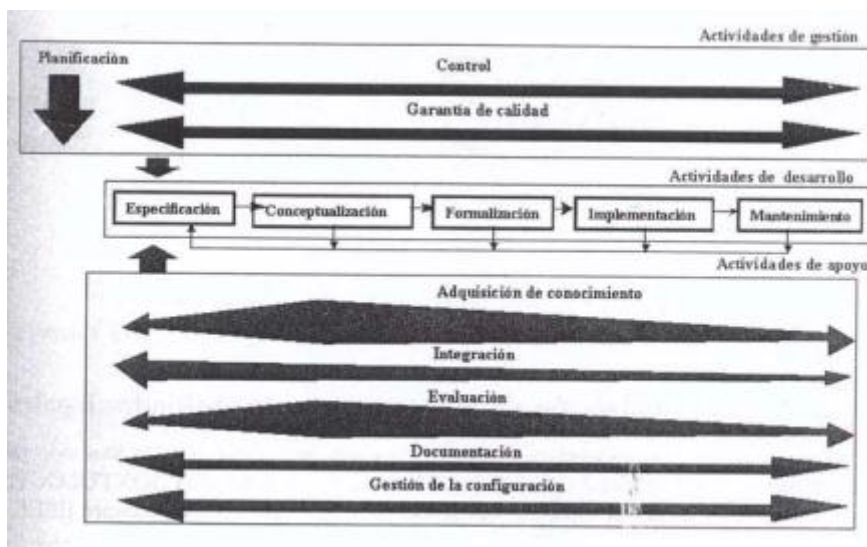 Actividades de gestión
Planificación
Control
Garantía de calidad
Actividades de desarrollo
Especificación
Conceptualización
Formalización
Implementación
Mantenimiento
Actividades de apoyo
Adquisición de conocimiento
Integración
Evaluación
Documentación
Gestión de la configuración